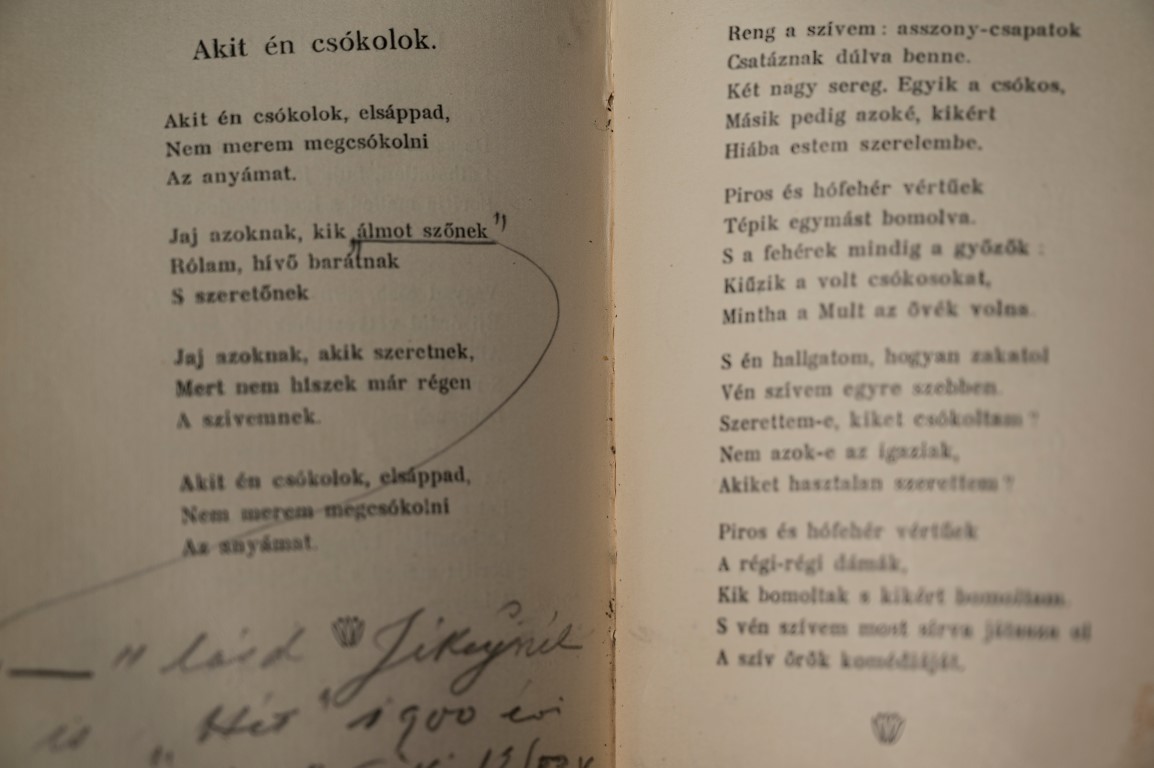 Akit én csókolok.
Akit én csókolok, elsáppad,
Nem merem megcsókolni
Az anyámat.
Jaj azoknak, kik „álmot szőnek"⁾
Rólam, hívő barátnak
S szeretőnek
Jaj azoknak, akik szeretnek,
Mert nem hiszek már régen
A szivemnek.
Akit én csókolok, elsáppad,
Nem merem megcsókolni
Az anyámat.
— " lásd
is „Hét" 1900 évi
Reng a szívem : asszony-csapatok
Csatáznak dúlva benne.
Két nagy sereg. Egyik a csókos,
Másik pedig azoké, kikért
Hiába estem szerelembe.
Piros és hófehér vértűek
Tépik egymást bomolva.
S a fehérek mindig a győzők :
Kiűzik a volt csókosokat,
Mintha a Mult az övék volna.
S én hallgatom, hogyan zakatol
Vén szívem egyre szebben.
Szerettem-e, kiket csókoltam ?
Nem azok-e az igaziak,
Akiket hasztalan szerettem ?
Piros és hófehér vértűek
A régi-régi dámák,
Kik bomoltak s kikért bomoltam.
S vén szívem most sírva játssza el
A szív örök komédiáját.